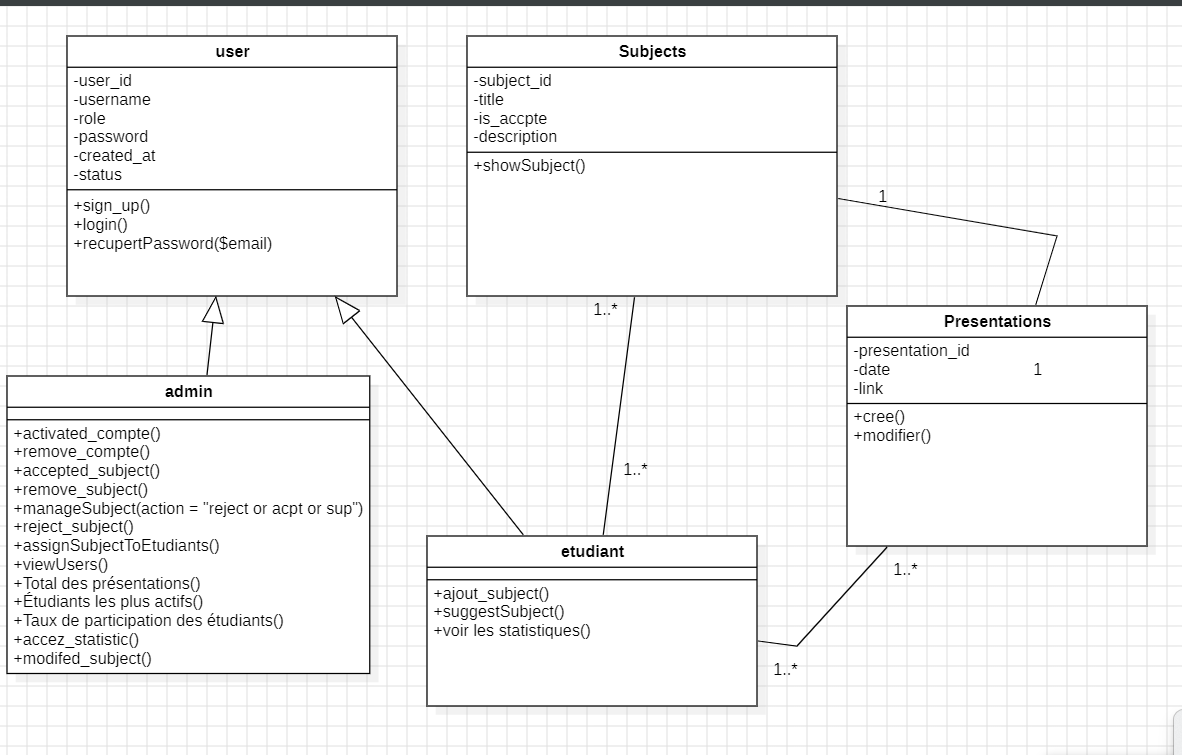 user
-user_id
-username
-role
-password
-created_at
-status
+sign_up()
+login()
+recupertPassword($email)
Subjects
-subject_id
-title
-is_accpte
-description
+showSubject()
1
1..*
1..*
Presentations
-presentation_id
-date
1
-link
+cree()
+modifier()
admin
+activated_compte()
+remove_compte()
+accepted_subject()
+remove_subject()
+manageSubject(action = "reject or acpt or sup")
+reject_subject()
+assignSubjectToEtudiants()
+viewUsers()
+Total des présentations()
+Étudiants les plus actifs()
+Taux de participation des étudiants()
+accez_statistic()
+modifed_subject()
etudiant
+ajout_subject()
+suggestSubject()
+voir les statistiques()
1..*
1..*